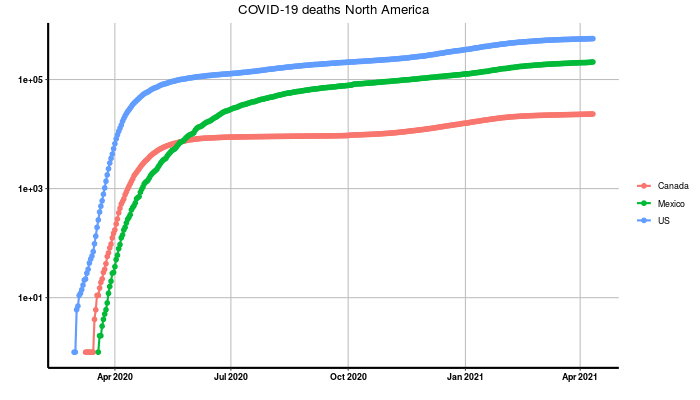 COVID-19 deaths North America
1e+05
1e+03
1e+01
Apr 2020 Jul 2020 Oct 2020 Jan 2021 Apr 2021
Canada
Mexico
US